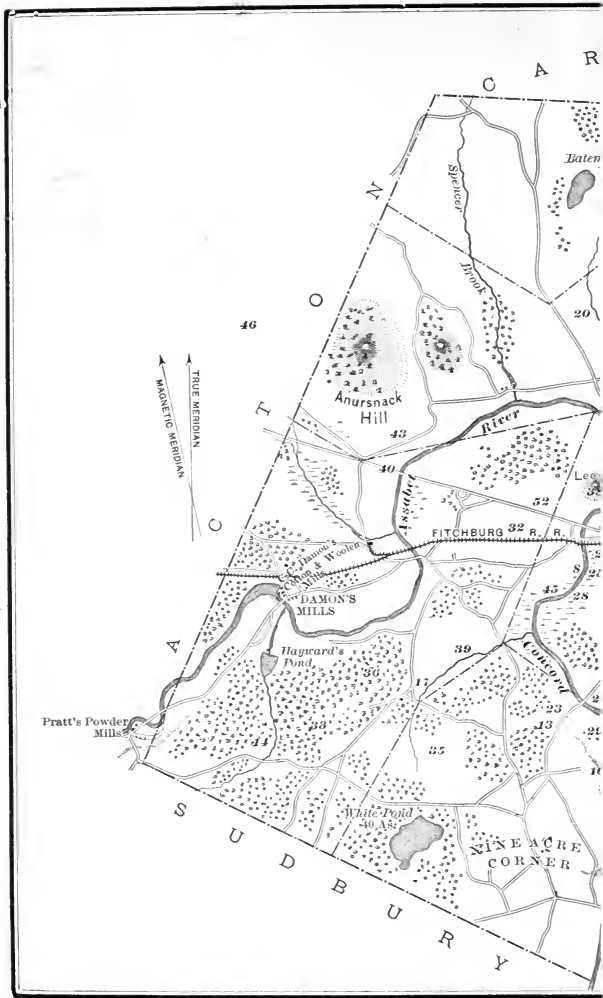 C A R
Baten
Spencer
Brook
20
46
A C T O N
TRUE MERIDIAN
MAGNETIC MERIDIAN
Anursnack
Hill
43
River
40
Assabet
52
FITCHBURG 32 R. R.
C. Damon's
Cotton & Woolen
Mills
DAMON'S
MILLS
8
45
28
Hayward's
Pond
39
Concord
36
17
Pratt's Powder
Mills
33
44
23
13
35
White Pond
40 As.
NINE ACRE
CORNER
S U D B U R Y